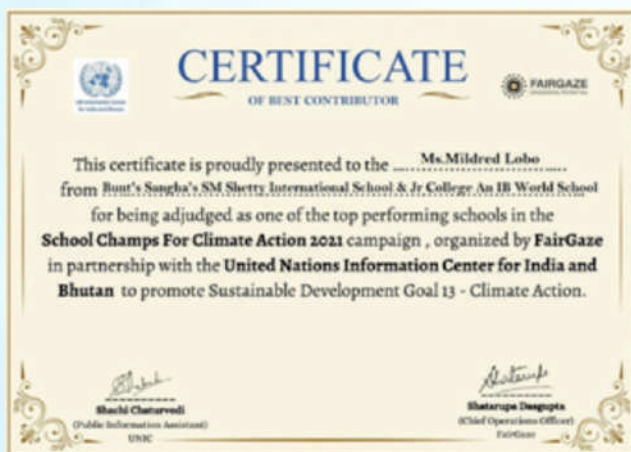 CERTIFICATE
OF BEST CONTRIBUTOR
FAIRGAZE
This certificate is proudly presented to the ..... Ms.Mildred Lobo .....
from Bunt's Sangha's SM Shetty International School & Jr College An IB World School
for being adjudged as one of the top performing schools in the
School Champs For Climate Action 2021 campaign , organized by FairGaze
in partnership with the United Nations Information Center for India and
Bhutan to promote Sustainable Development Goal 13 - Climate Action.
Shachi Chaturvedi
(Public Information Assistant)
UNIC
Shatarupa Dasgupta
(Chief Operations Officer)
FairGaze